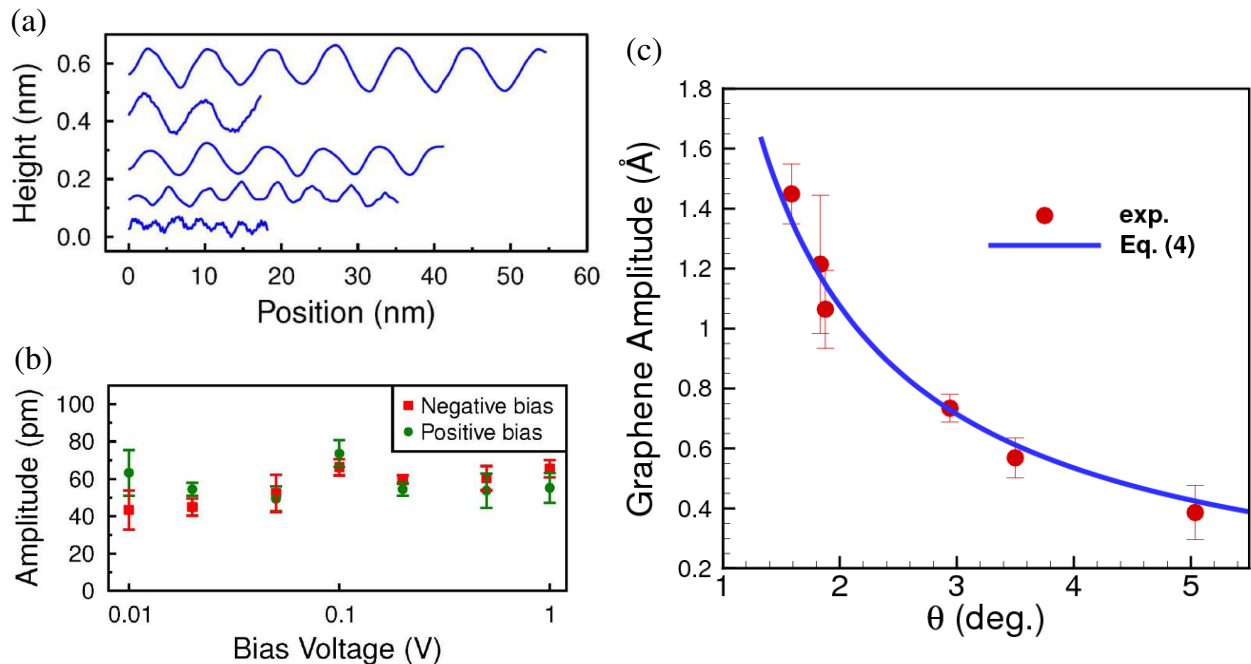 (a)
Height (nm)
0.6
0.4
0.2
0.0
0 10 20 30 40 50 60
Position (nm)
(b)
Amplitude (pm)
100
80
60
40
20
0
Negative bias
Positive bias
0.01 0.1 1
Bias Voltage (V)
(c)
Graphene Amplitude (Å)
1.8
1.6
1.4
1.2
1
0.8
0.6
0.4
0.2
exp.
Eq. (4)
1 2 3 4 5
θ (deg.)